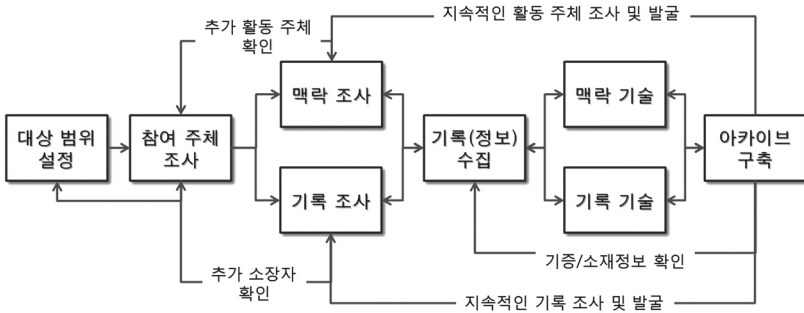 지속적인 활동 주체 조사 및 발굴
추가 활동 주체
확인
맥락 조사
맥락 기술
대상 범위
설정
참여 주체
조사
기록(정보)
수집
아카이브
구축
기록 조사
기록 기술
기증/소재정보 확인
추가 소장자
확인
지속적인 기록 조사 및 발굴